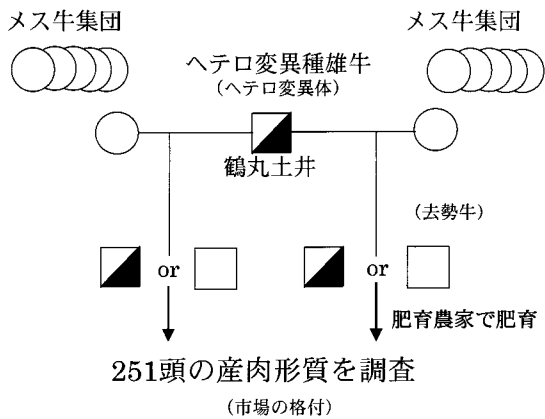 メス牛集団
メス牛集団
ヘテロ変異種雄牛
(ヘテロ変異体)
鶴丸土井
(去勢牛)
or
or
肥育農家で肥育
251頭の産肉形質を調査
(市場の格付)